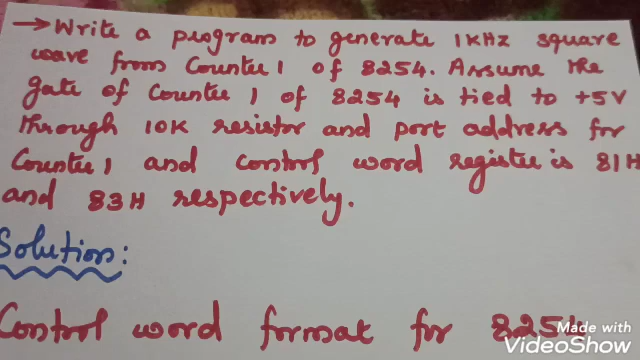 → Write a program to generate 1KHz square
wave from Counter 1 of 8254. Assume the
gate of Counter 1 of 8254 is tied to +5V
through 10K resistor and port address for
Counter 1 and control word register is 81H
and 83H respectively.
Solution:
Control word format for 8254
Made with
VideoShow